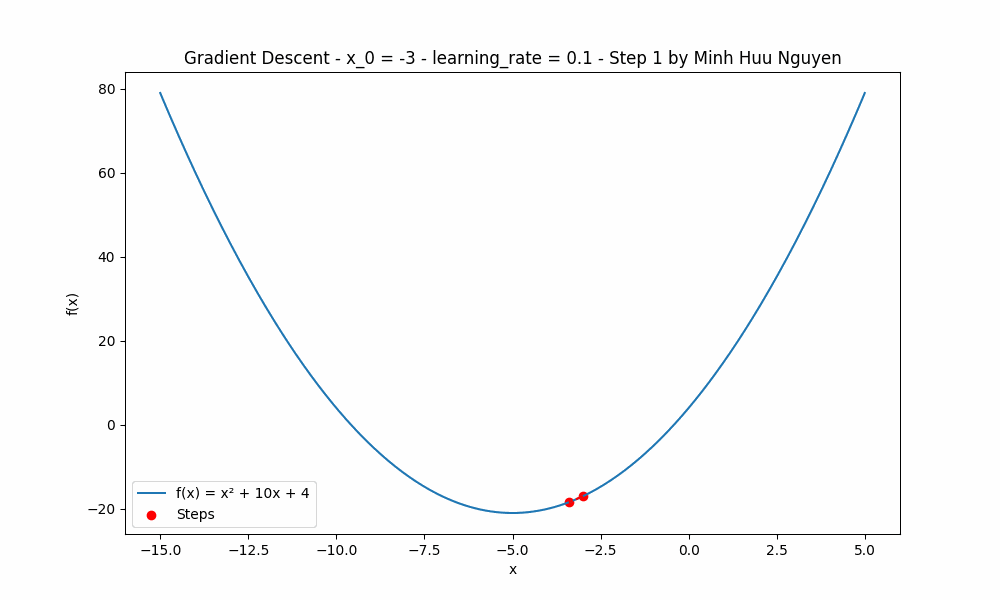 Gradient Descent - x_0 = -3 - learning_rate = 0.1 - Step 1 by Minh Huu Nguyen
80
60
40
20
0
−20
f(x)
f(x) = x² + 10x + 4
Steps
−15.0 −12.5 −10.0 −7.5 −5.0 −2.5 0.0 2.5 5.0
x